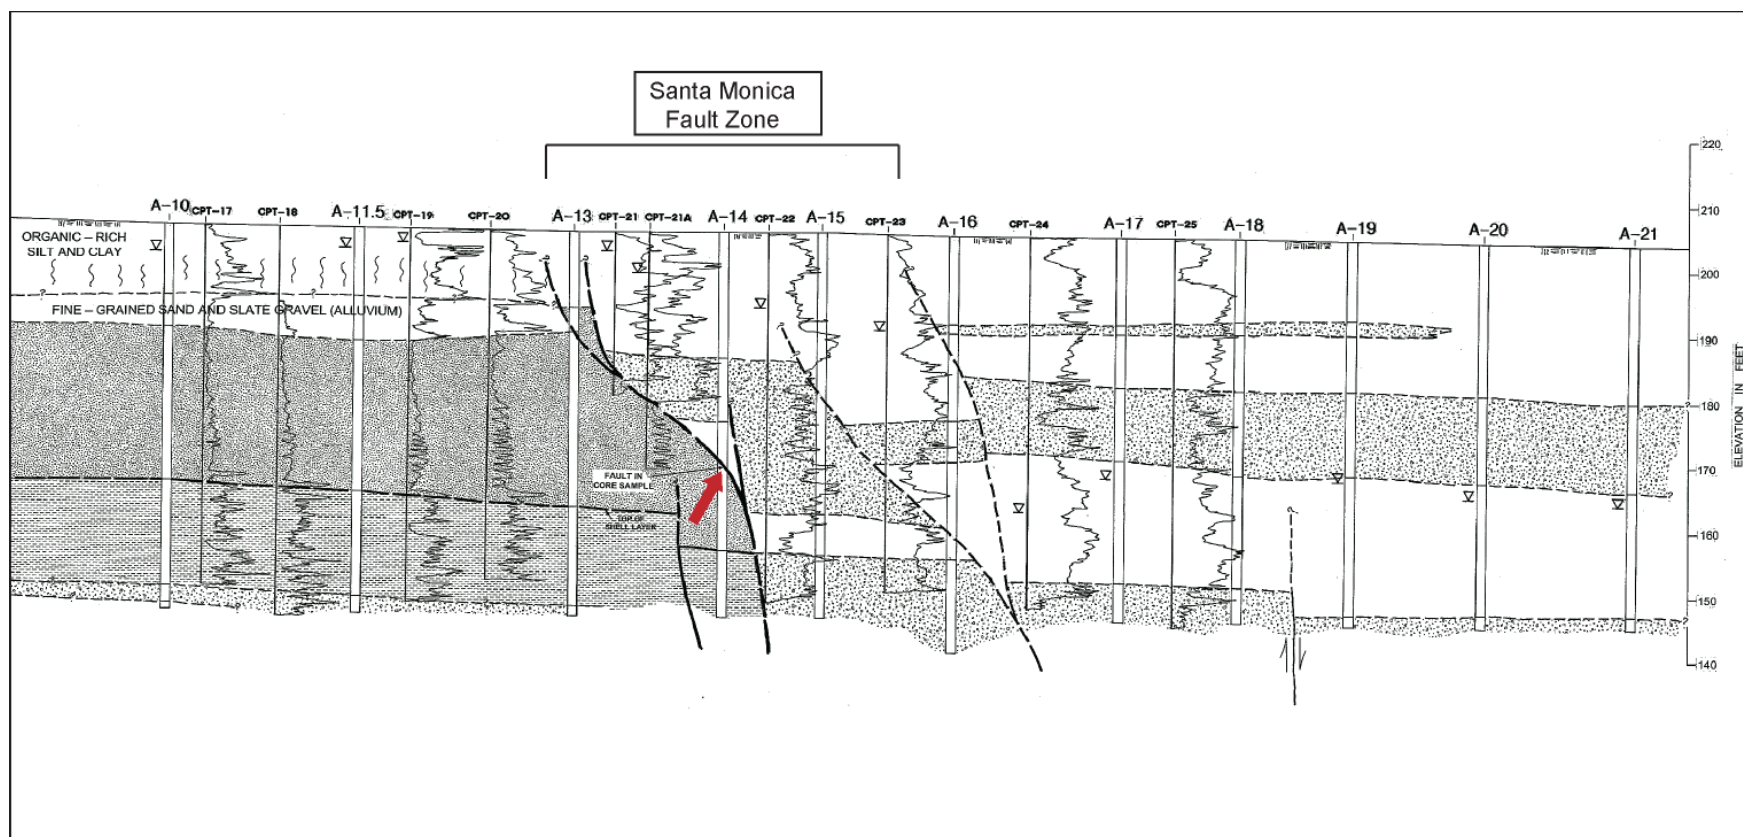 Santa Monica
Fault Zone
220
210
200
190
180
170
160
150
140
ELEVATION IN FEET
A-10
CPT-17
CPT-18
A-11.5
CPT-19
CPT-20
A-13
CPT-21
CPT-21A
A-14
CPT-22
A-15
CPT-23
A-16
CPT-24
A-17
CPT-25
A-18
A-19
A-20
A-21
ORGANIC – RICH
SILT AND CLAY
FINE – GRAINED SAND AND SLATE GRAVEL (ALLUVIUM)
FAULT IN
CORE SAMPLE
TOP OF
SHELL LAYER